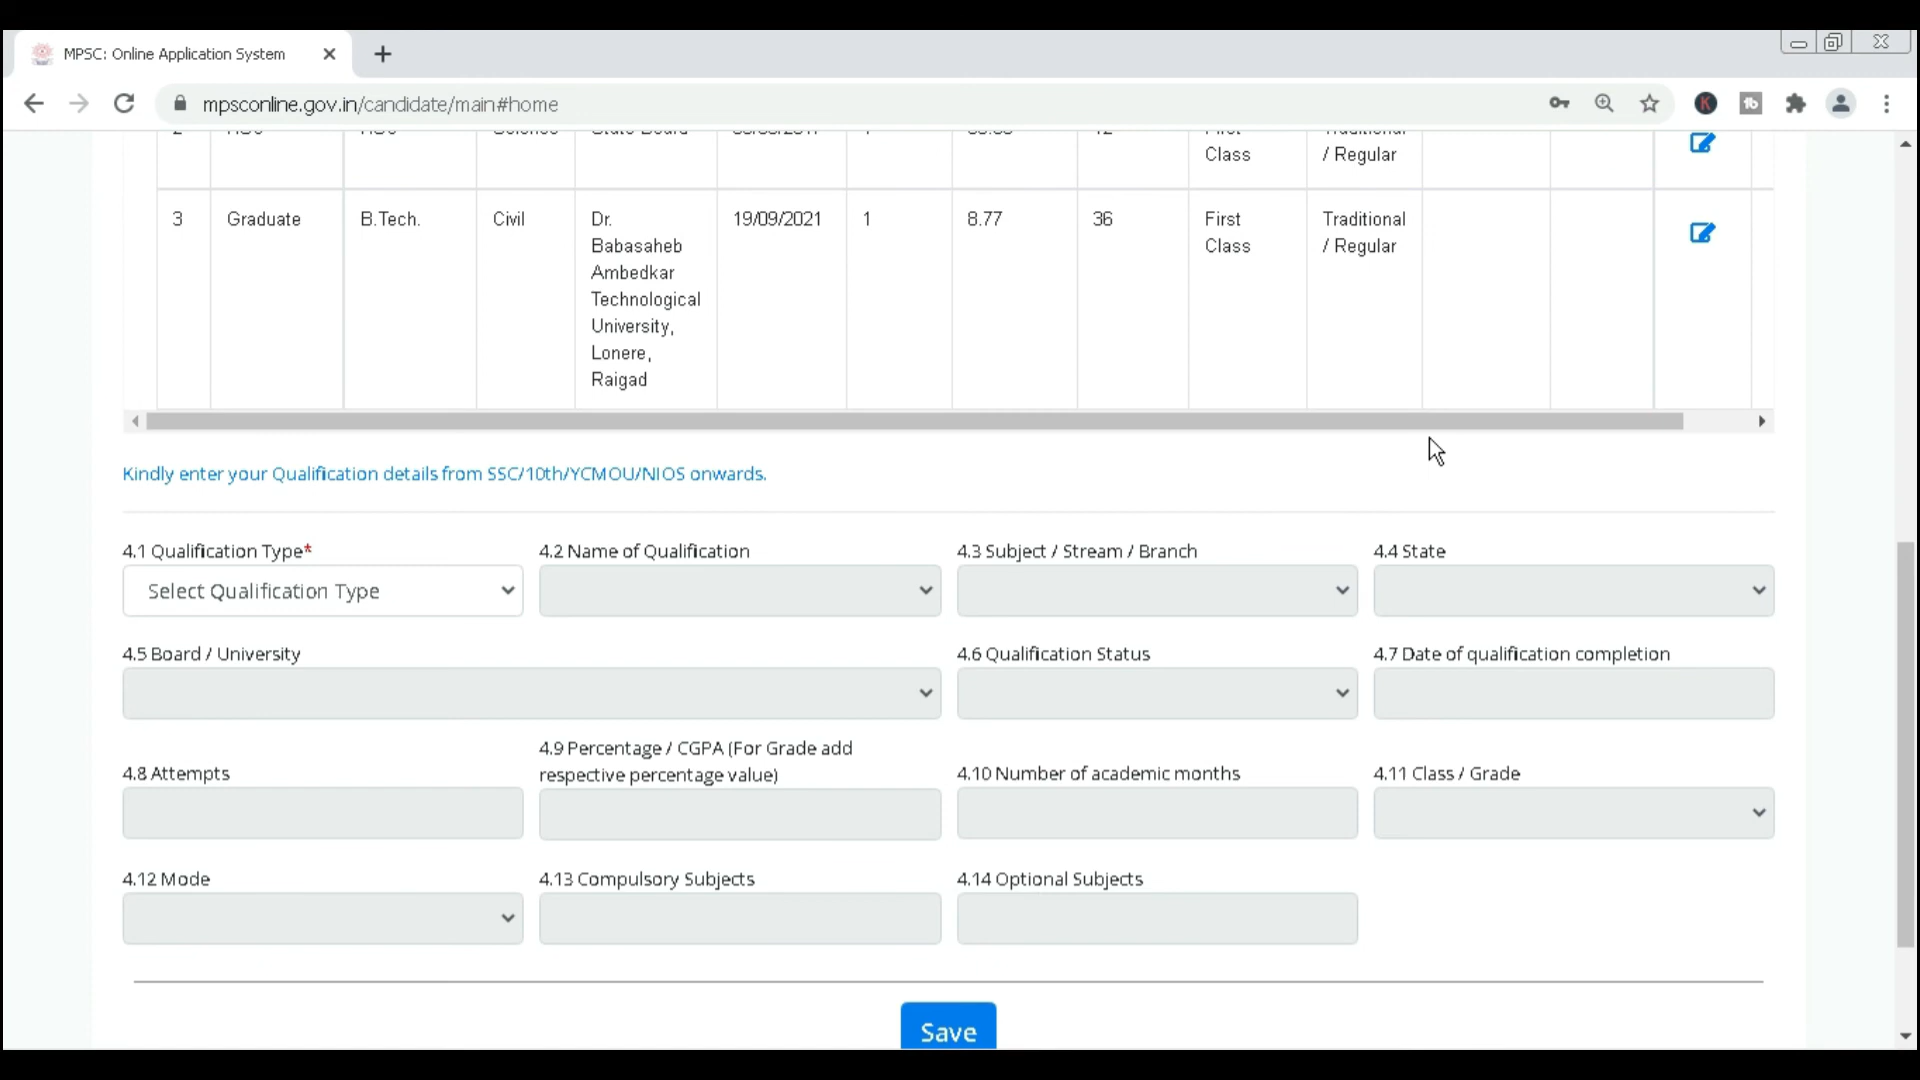 MPSC: Online Application System
mpsconline.gov.in/candidate/main#home
Class / Regular
3 Graduate B.Tech. Civil Dr. 19/09/2021 1 8.77 36 First Traditional
Babasaheb Class / Regular
Ambedkar
Technological
University,
Lonere,
Raigad
Kindly enter your Qualification details from SSC/10th/YCMOU/NIOS onwards.
4.1 Qualification Type* 4.2 Name of Qualification 4.3 Subject / Stream / Branch 4.4 State
Select Qualification Type
4.5 Board / University 4.6 Qualification Status 4.7 Date of qualification completion
4.9 Percentage / CGPA (For Grade add
4.8 Attempts respective percentage value) 4.10 Number of academic months 4.11 Class / Grade
4.12 Mode 4.13 Compulsory Subjects 4.14 Optional Subjects
Save